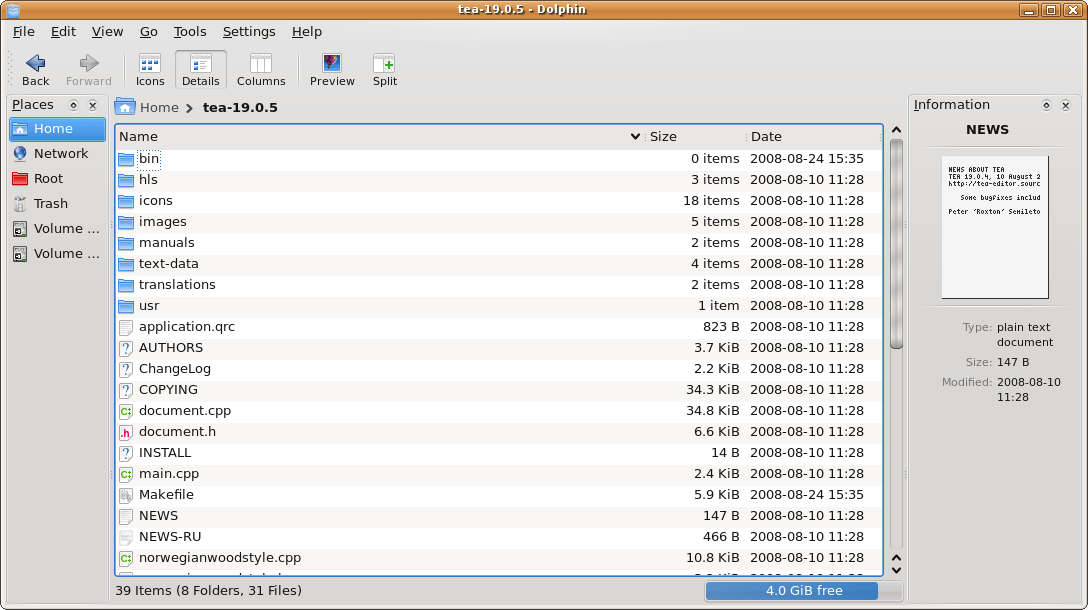 tea-19.0.5 - Dolphin
File Edit View Go Tools Settings Help
Back Forward Icons Details Columns Preview Split
Places
Home
Network
Root
Trash
Volume ...
Volume ...
Home > tea-19.0.5
Name Size Date
bin 0 items 2008-08-24 15:35
hls 3 items 2008-08-10 11:28
icons 18 items 2008-08-10 11:28
images 5 items 2008-08-10 11:28
manuals 2 items 2008-08-10 11:28
text-data 4 items 2008-08-10 11:28
translations 2 items 2008-08-10 11:28
usr 1 item 2008-08-10 11:28
application.qrc 823 B 2008-08-10 11:28
AUTHORS 3.7 KiB 2008-08-10 11:28
ChangeLog 2.2 KiB 2008-08-10 11:28
COPYING 34.3 KiB 2008-08-10 11:28
document.cpp 34.8 KiB 2008-08-10 11:28
document.h 6.6 KiB 2008-08-10 11:28
INSTALL 14 B 2008-08-10 11:28
main.cpp 2.4 KiB 2008-08-10 11:28
Makefile 5.9 KiB 2008-08-24 15:35
NEWS 147 B 2008-08-10 11:28
NEWS-RU 466 B 2008-08-10 11:28
norwegianwoodstyle.cpp 10.8 KiB 2008-08-10 11:28
39 Items (8 Folders, 31 Files)
4.0 GiB free
Information
NEWS
NEWS ABOUT TEA
TEA 19.0.4, 10 August 2
http://tea-editor.sourc
Some bugfixes includ
Peter 'Roxton' Semileto
Type: plain text
document
Size: 147 B
Modified: 2008-08-10
11:28